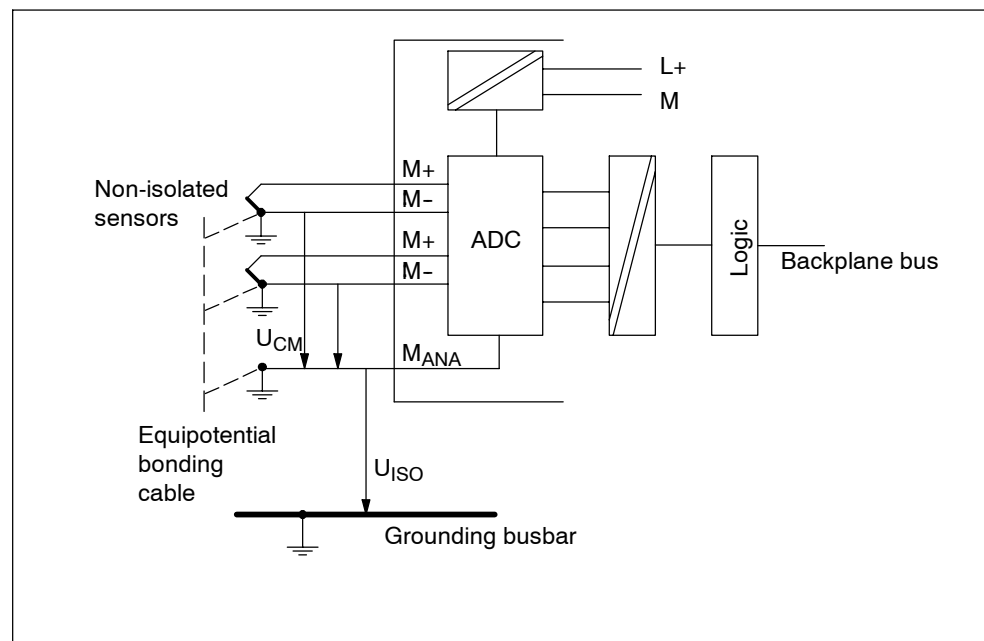 L+
M
M+
M−
Non-isolated
sensors
M+
M−
ADC
Logic
Backplane bus
UCM
MANA
Equipotential
bonding
cable
UISO
Grounding busbar